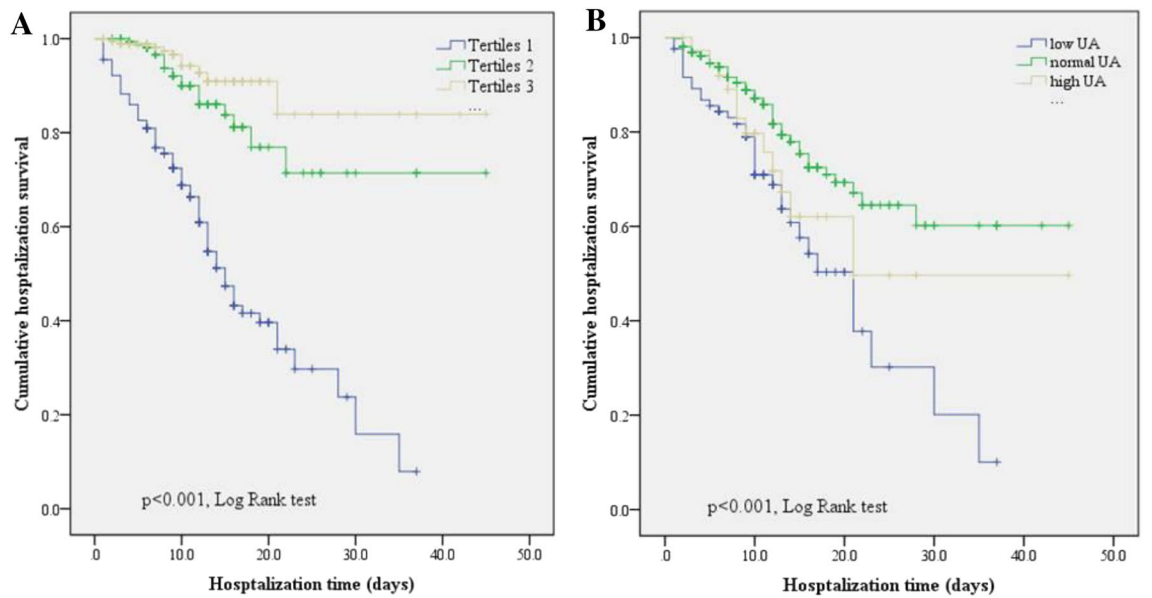 A
Cumulative hosptalization survival
1.0
0.8
0.6
0.4
0.2
0.0
Tertiles 1
Tertiles 2
Tertiles 3
...
p<0.001, Log Rank test
.0 10.0 20.0 30.0 40.0 50.0
Hosptalization time (days)
B
Cumulative hosptalization survival
1.0
0.8
0.6
0.4
0.2
0.0
low UA
normal UA
high UA
...
p<0.001, Log Rank test
.0 10.0 20.0 30.0 40.0 50.0
Hosptalization time (days)